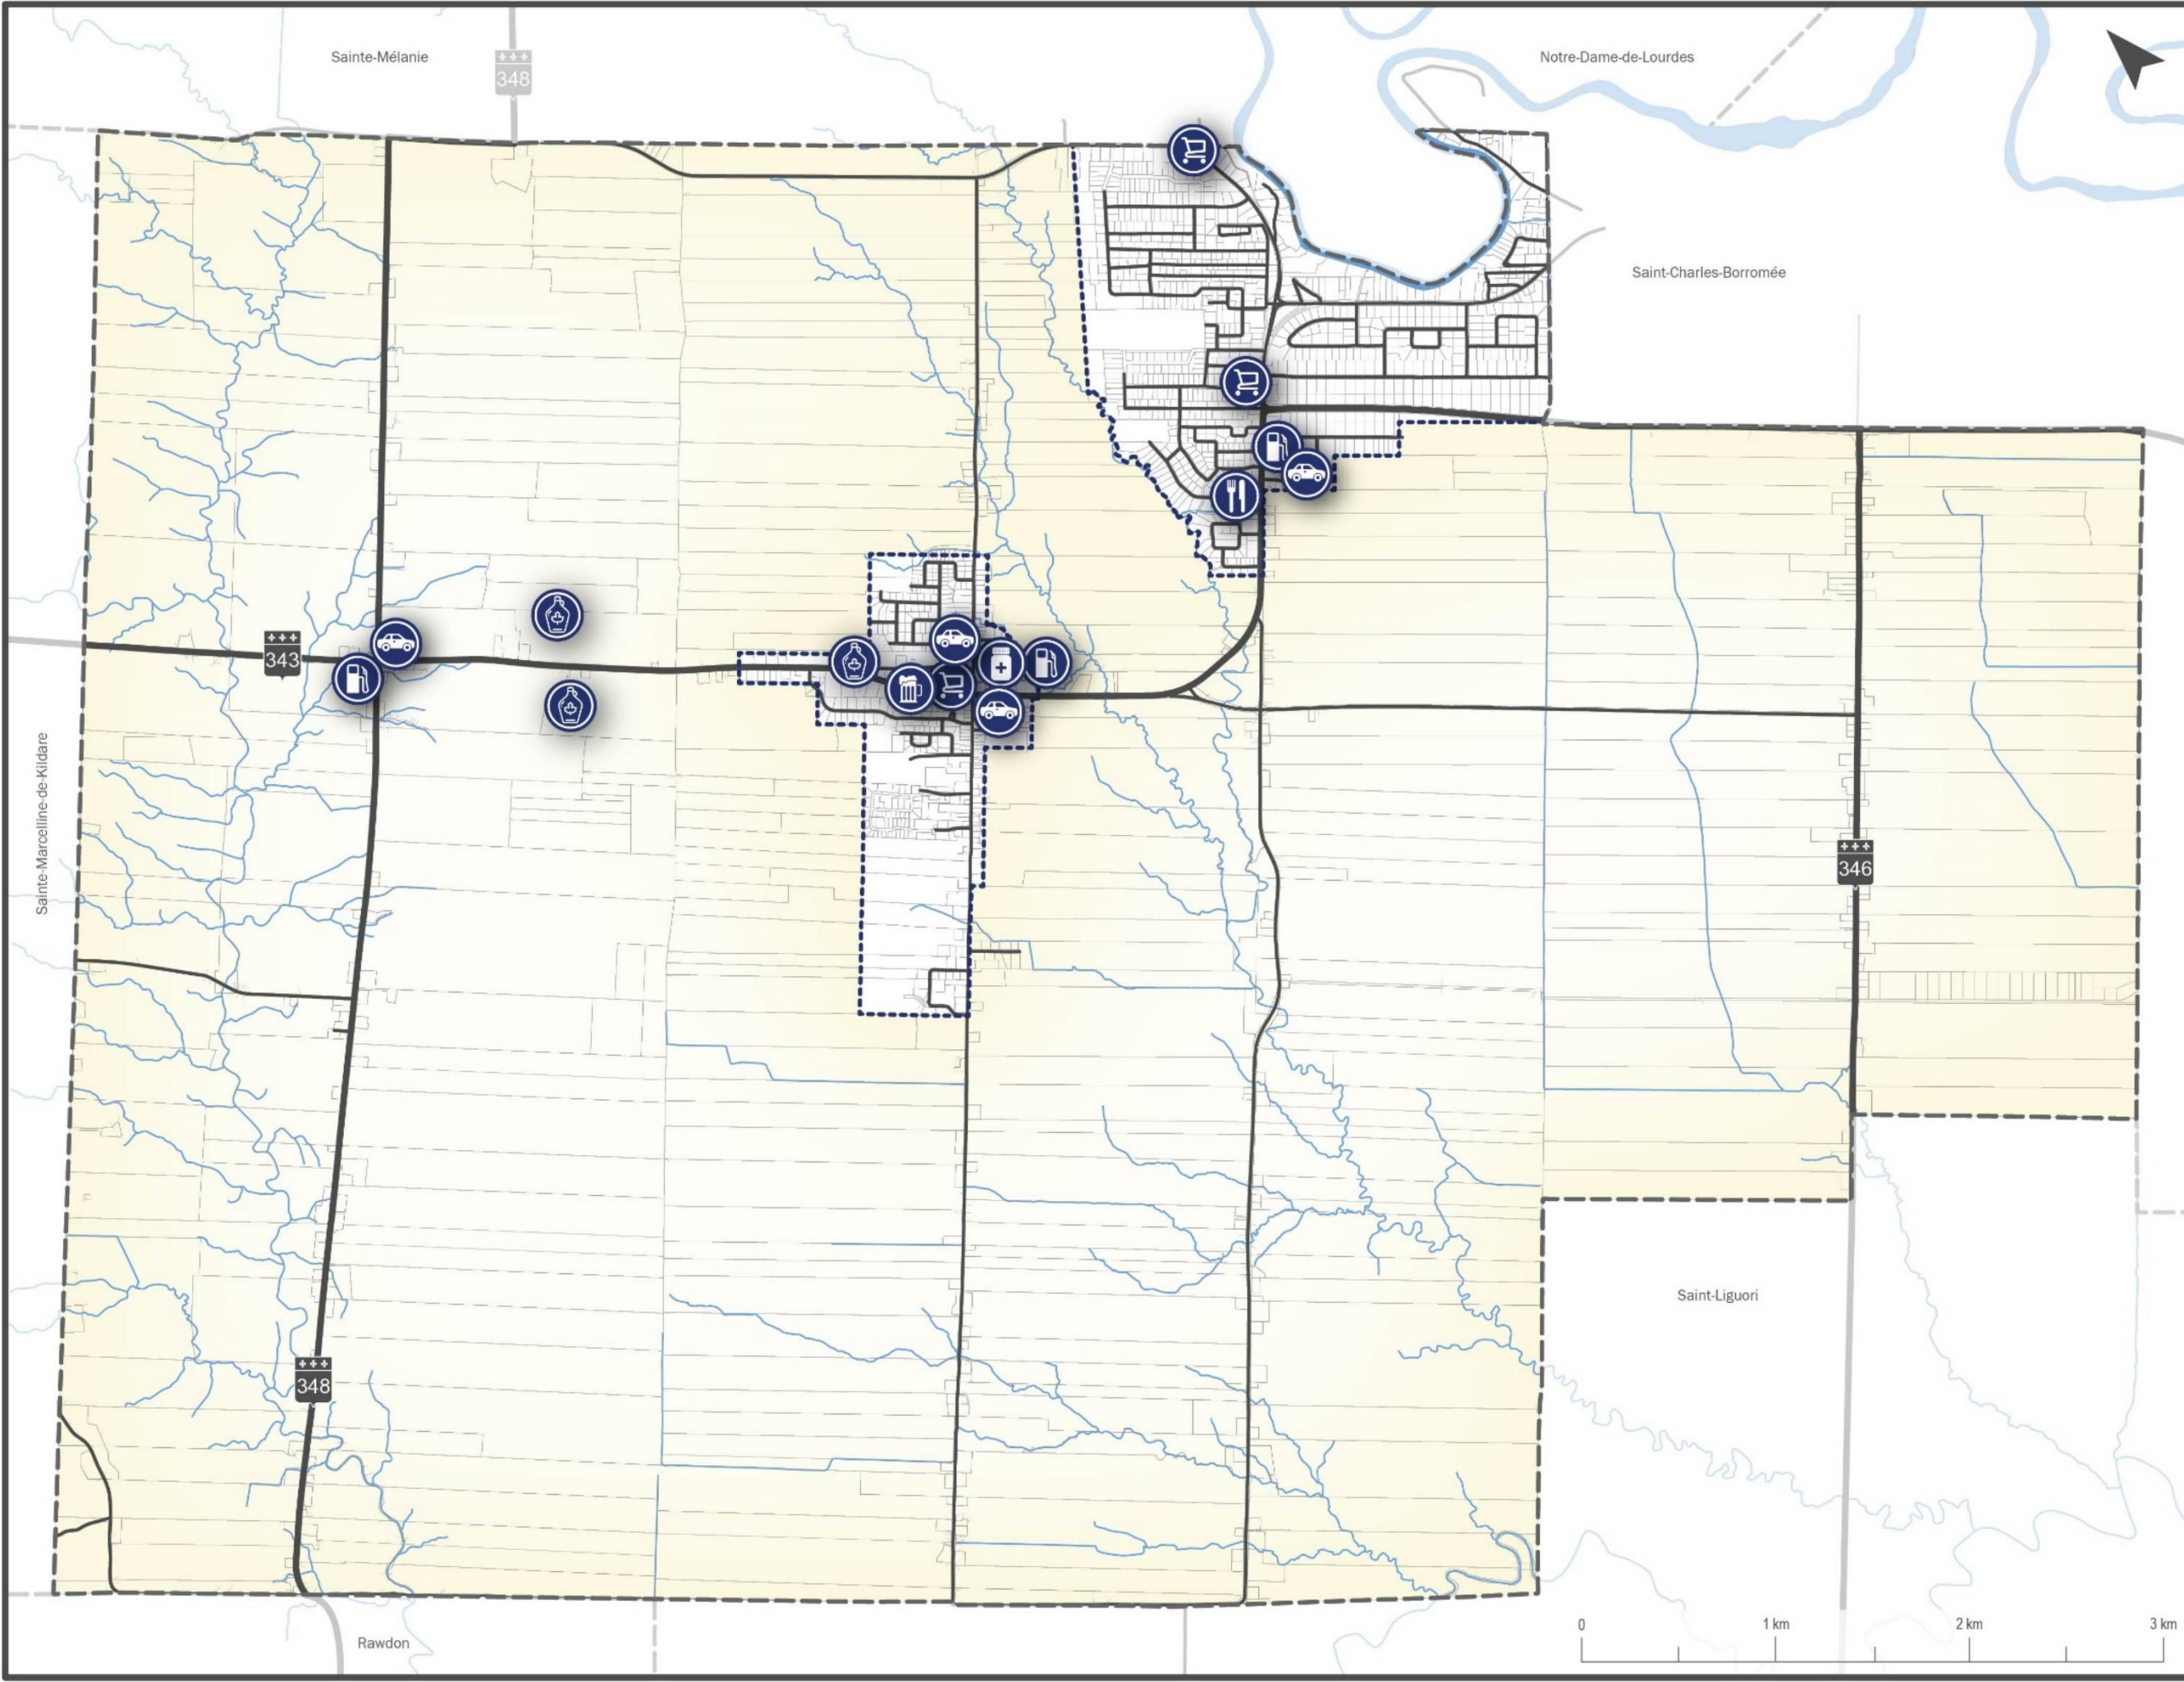 Sainte-Mélanie
348
Notre-Dame-de-Lourdes
Saint-Charles-Borromée
343
Sainte-Marcelline-de-Kildare
346
Saint-Liguori
348
Rawdon
0 1 km 2 km 3 km